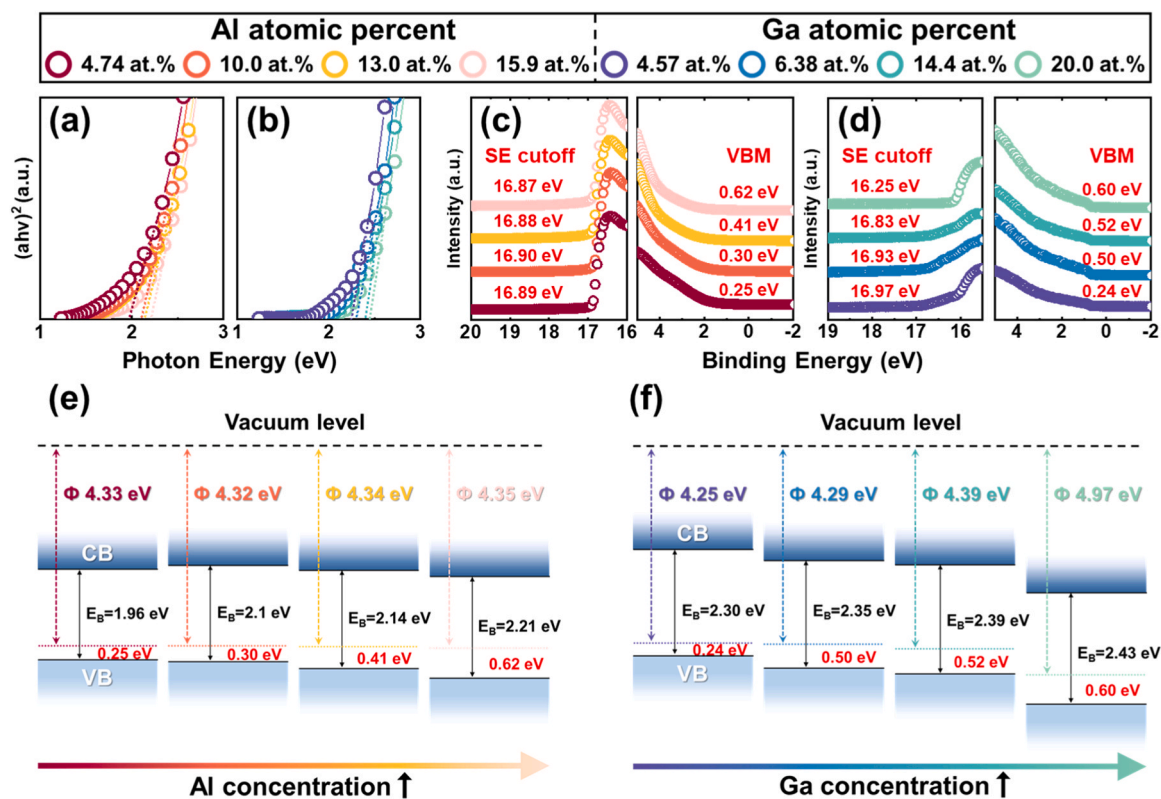 Al atomic percent
Ga atomic percent
4.74 at.% 10.0 at.% 13.0 at.% 15.9 at.%
4.57 at.% 6.38 at.% 14.4 at.% 20.0 at.%
(a)
(b)
(ahν)² (a.u.)
1 2 3
1 2 3
Photon Energy (eV)
(c)
Intensity (a.u.)
SE cutoff
VBM
16.87 eV
0.62 eV
16.88 eV
0.41 eV
16.90 eV
0.30 eV
16.89 eV
0.25 eV
20 19 18 17 16
4 2 0 -2
(d)
Intensity (a.u.)
SE cutoff
VBM
16.25 eV
0.60 eV
16.83 eV
0.52 eV
16.93 eV
0.50 eV
16.97 eV
0.24 eV
19 18 17 16
4 2 0 -2
Binding Energy (eV)
(e)
Vacuum level
Φ 4.33 eV Φ 4.32 eV Φ 4.34 eV Φ 4.35 eV
CB
E_B=1.96 eV E_B=2.1 eV E_B=2.14 eV E_B=2.21 eV
0.25 eV 0.30 eV 0.41 eV 0.62 eV
VB
Al concentration ↑
(f)
Vacuum level
Φ 4.25 eV Φ 4.29 eV Φ 4.39 eV Φ 4.97 eV
CB
E_B=2.30 eV E_B=2.35 eV E_B=2.39 eV E_B=2.43 eV
0.24 eV 0.50 eV 0.52 eV 0.60 eV
VB
Ga concentration ↑